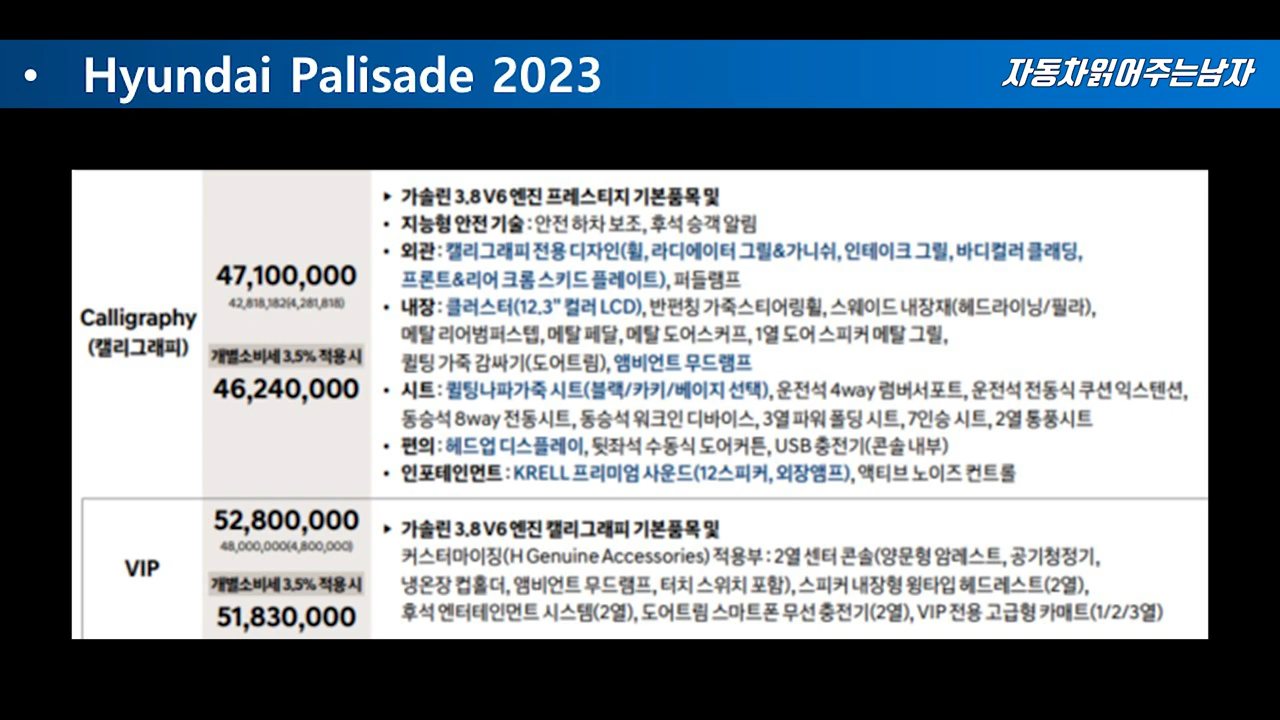 • Hyundai Palisade 2023
자동차읽어주는남자
Calligraphy
(캘리그래피)
47,100,000
42,818,182(4,281,818)
개별소비세 3.5% 적용 시
46,240,000
▸ 가솔린 3.8 V6 엔진 프레스티지 기본품목 및
• 지능형 안전 기술 : 안전 하차 보조, 후석 승객 알림
• 외관 : 캘리그래피 전용 디자인(휠, 라디에이터 그릴&가니쉬, 인테이크 그릴, 바디컬러 클래딩,
프론트&리어 크롬 스키드 플레이트), 퍼들램프
• 내장 : 클러스터(12.3" 컬러 LCD), 반펀칭 가죽스티어링휠, 스웨이드 내장재(헤드라이닝/필라),
메탈 리어범퍼스텝, 메탈 페달, 메탈 도어스커프, 1열 도어 스피커 메탈 그릴,
퀼팅 가죽 감싸기(도어트림), 앰비언트 무드램프
• 시트 : 퀼팅나파가죽 시트(블랙/카키/베이지 선택), 운전석 4way 럼버서포트, 운전석 전동식 쿠션 익스텐션,
동승석 8way 전동시트, 동승석 워크인 디바이스, 3열 파워 폴딩 시트, 7인승 시트, 2열 통풍시트
• 편의 : 헤드업 디스플레이, 뒷좌석 수동식 도어커튼, USB 충전기(콘솔 내부)
• 인포테인먼트 : KRELL 프리미엄 사운드(12스피커, 외장앰프), 액티브 노이즈 컨트롤
VIP
52,800,000
48,000,000(4,800,000)
개별소비세 3.5% 적용 시
51,830,000
▸ 가솔린 3.8 V6 엔진 캘리그래피 기본품목 및
커스터마이징(H Genuine Accessories) 적용부 : 2열 센터 콘솔(양문형 암레스트, 공기청정기,
냉온장 컵홀더, 앰비언트 무드램프, 터치 스위치 포함), 스피커 내장형 윙타입 헤드레스트(2열),
후석 엔터테인먼트 시스템(2열), 도어트림 스마트폰 무선 충전기(2열), VIP 전용 고급형 카매트(1/2/3열)